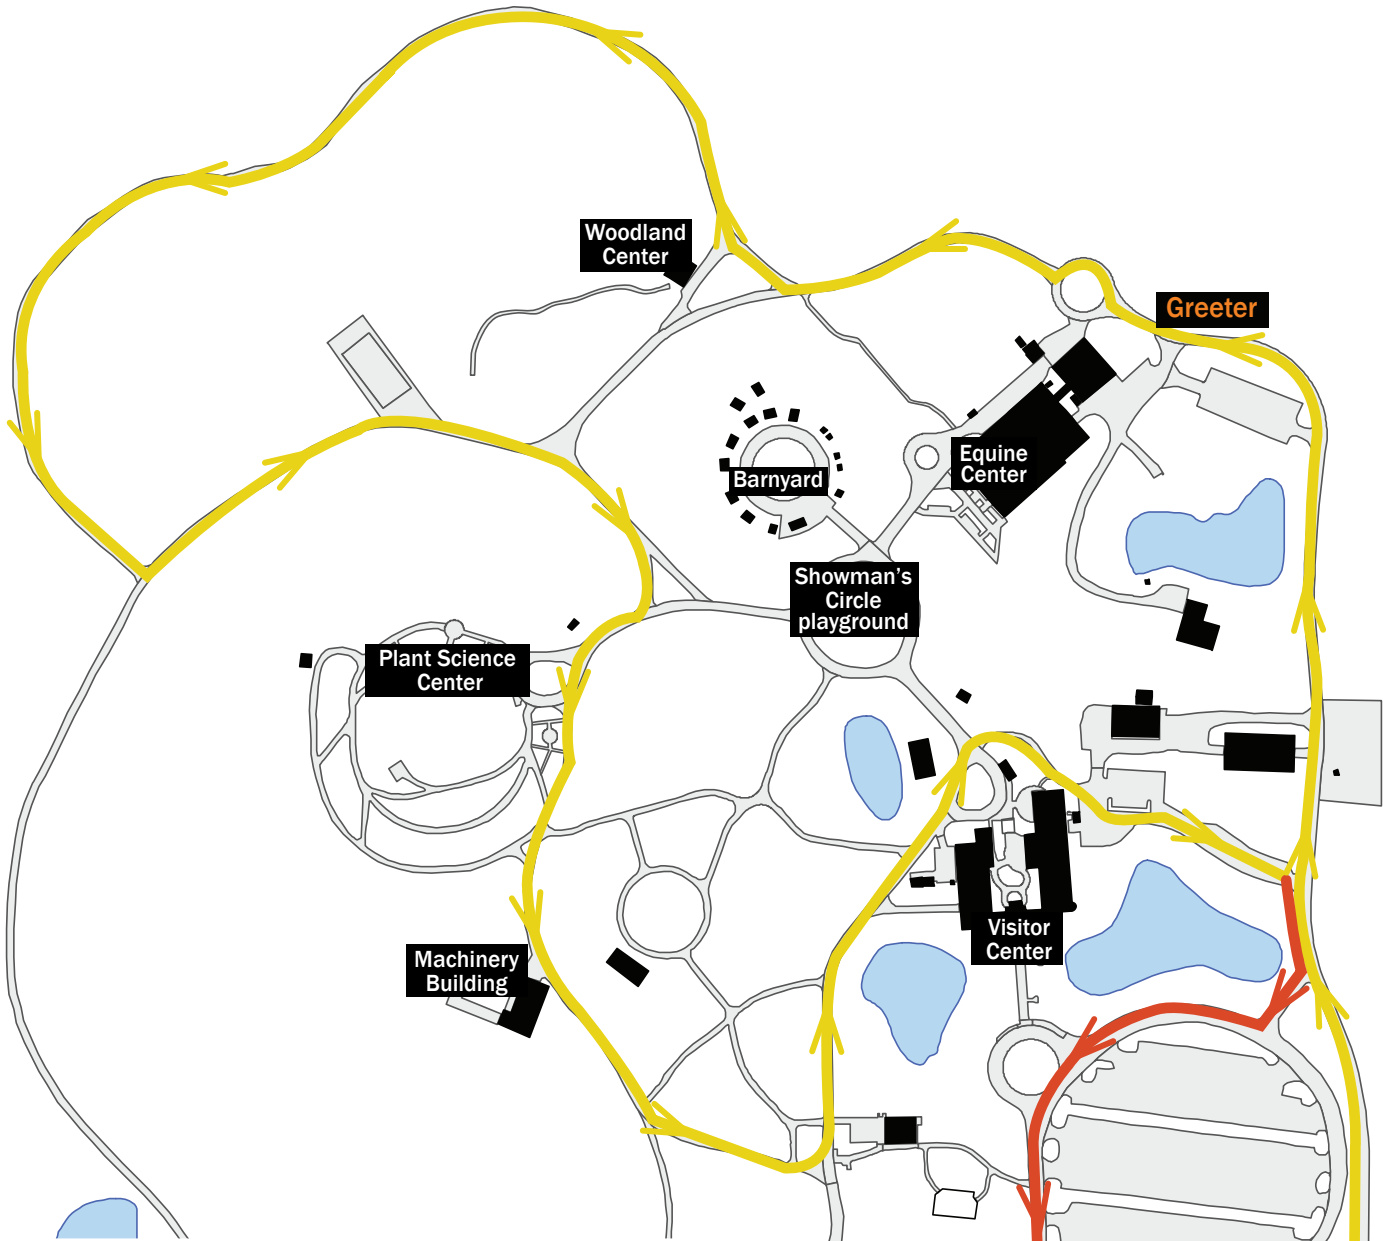 Woodland
Center
Greeter
Equine
Center
Barnyard
Showman’s
Circle
playground
Plant Science
Center
Visitor
Center
Machinery
Building